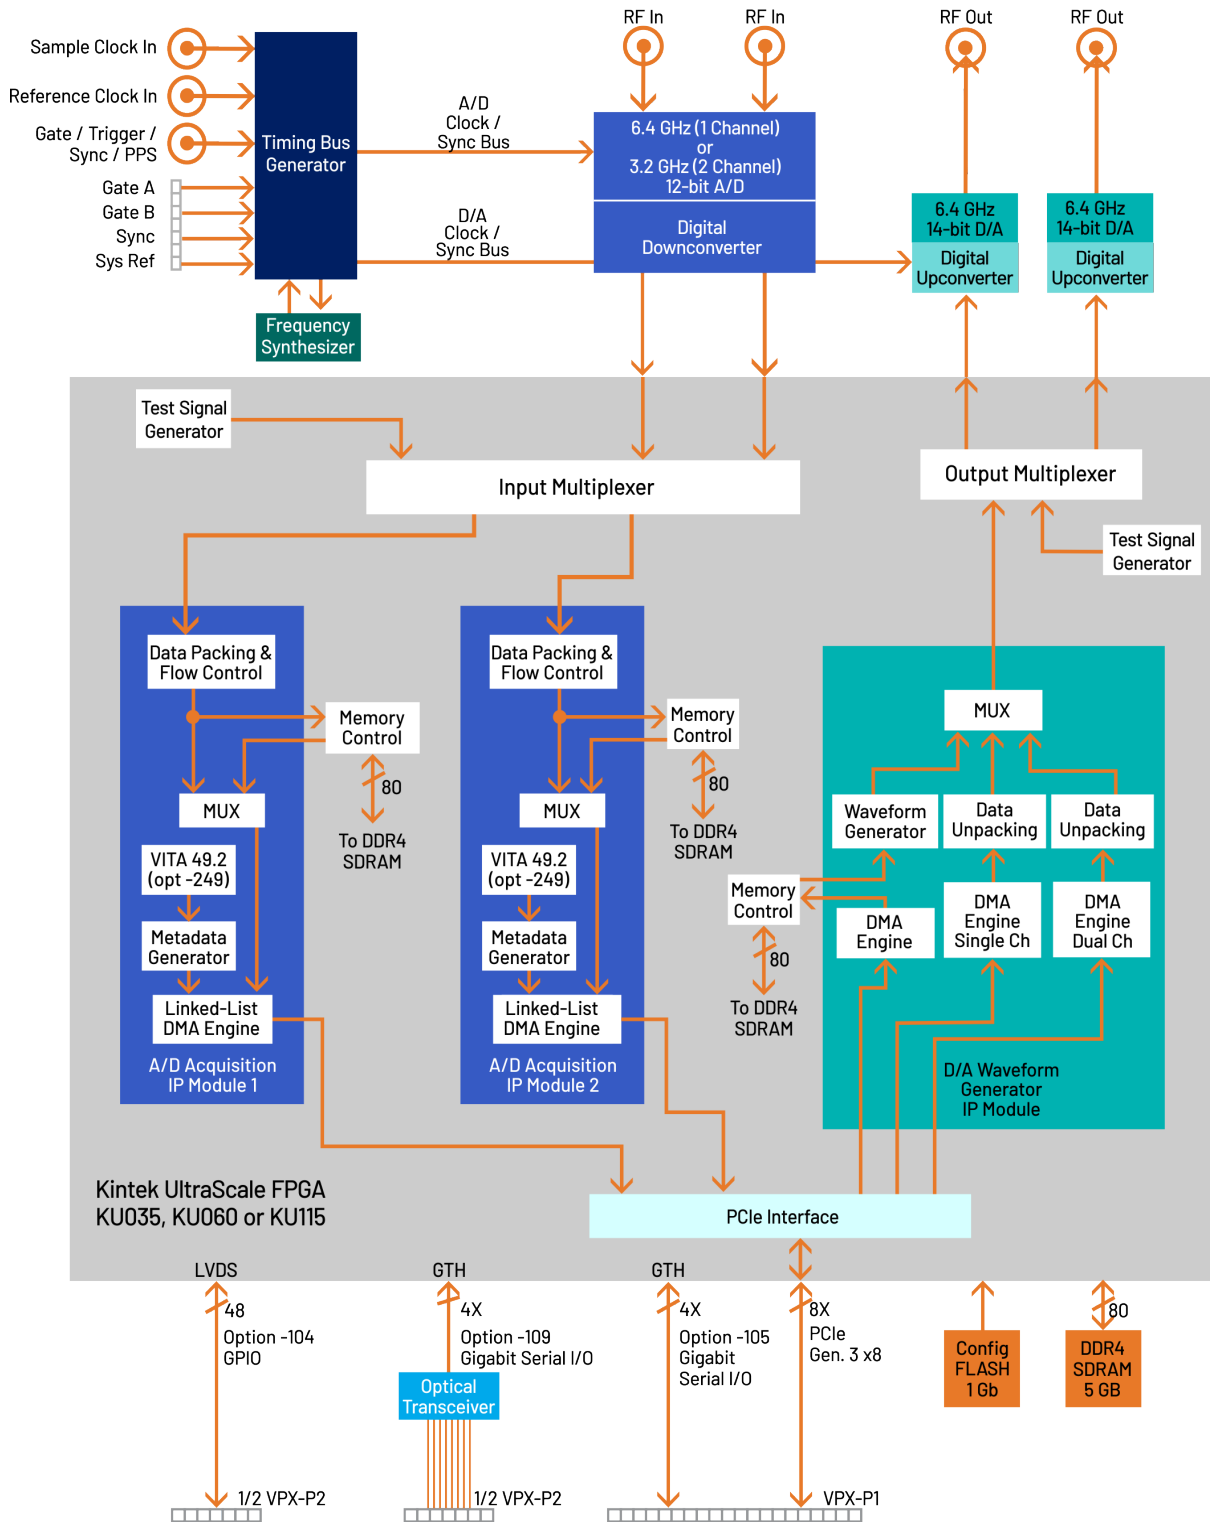 RF In
RF In
RF Out
RF Out
Sample Clock In
Reference Clock In
Gate / Trigger /
Sync / PPS
Gate A
Gate B
Sync
Sys Ref
Timing Bus
Generator
Frequency
Synthesizer
A/D
Clock /
Sync Bus
D/A
Clock /
Sync Bus
6.4 GHz (1 Channel)
or
3.2 GHz (2 Channel)
12-bit A/D
Digital
Downconverter
6.4 GHz
14-bit D/A
Digital
Upconverter
6.4 GHz
14-bit D/A
Digital
Upconverter
Test Signal
Generator
Input Multiplexer
Output Multiplexer
Test Signal
Generator
Data Packing &
Flow Control
Memory
Control
80
To DDR4
SDRAM
MUX
VITA 49.2
(opt -249)
Metadata
Generator
Linked-List
DMA Engine
A/D Acquisition
IP Module 1
Data Packing &
Flow Control
Memory
Control
80
To DDR4
SDRAM
MUX
VITA 49.2
(opt -249)
Metadata
Generator
Linked-List
DMA Engine
A/D Acquisition
IP Module 2
MUX
Waveform
Generator
Data
Unpacking
Data
Unpacking
Memory
Control
80
To DDR4
SDRAM
DMA
Engine
DMA
Engine
Single Ch
DMA
Engine
Dual Ch
D/A Waveform
Generator
IP Module
Kintek UltraScale FPGA
KU035, KU060 or KU115
PCIe Interface
LVDS
48
Option -104
GPIO
1/2 VPX-P2
GTH
4X
Option -109
Gigabit Serial I/O
Optical
Transceiver
1/2 VPX-P2
GTH
4X
Option -105
Gigabit
Serial I/O
8X
PCIe
Gen. 3 x8
VPX-P1
Config
FLASH
1 Gb
80
DDR4
SDRAM
5 GB